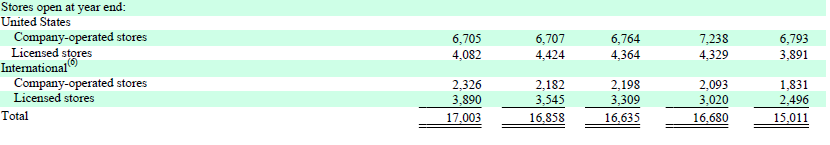 Stores open at year end:
United States
Company-operated stores 6,705 6,707 6,764 7,238 6,793
Licensed stores 4,082 4,424 4,364 4,329 3,891
International(6)
Company-operated stores 2,326 2,182 2,198 2,093 1,831
Licensed stores 3,890 3,545 3,309 3,020 2,496
Total 17,003 16,858 16,635 16,680 15,011